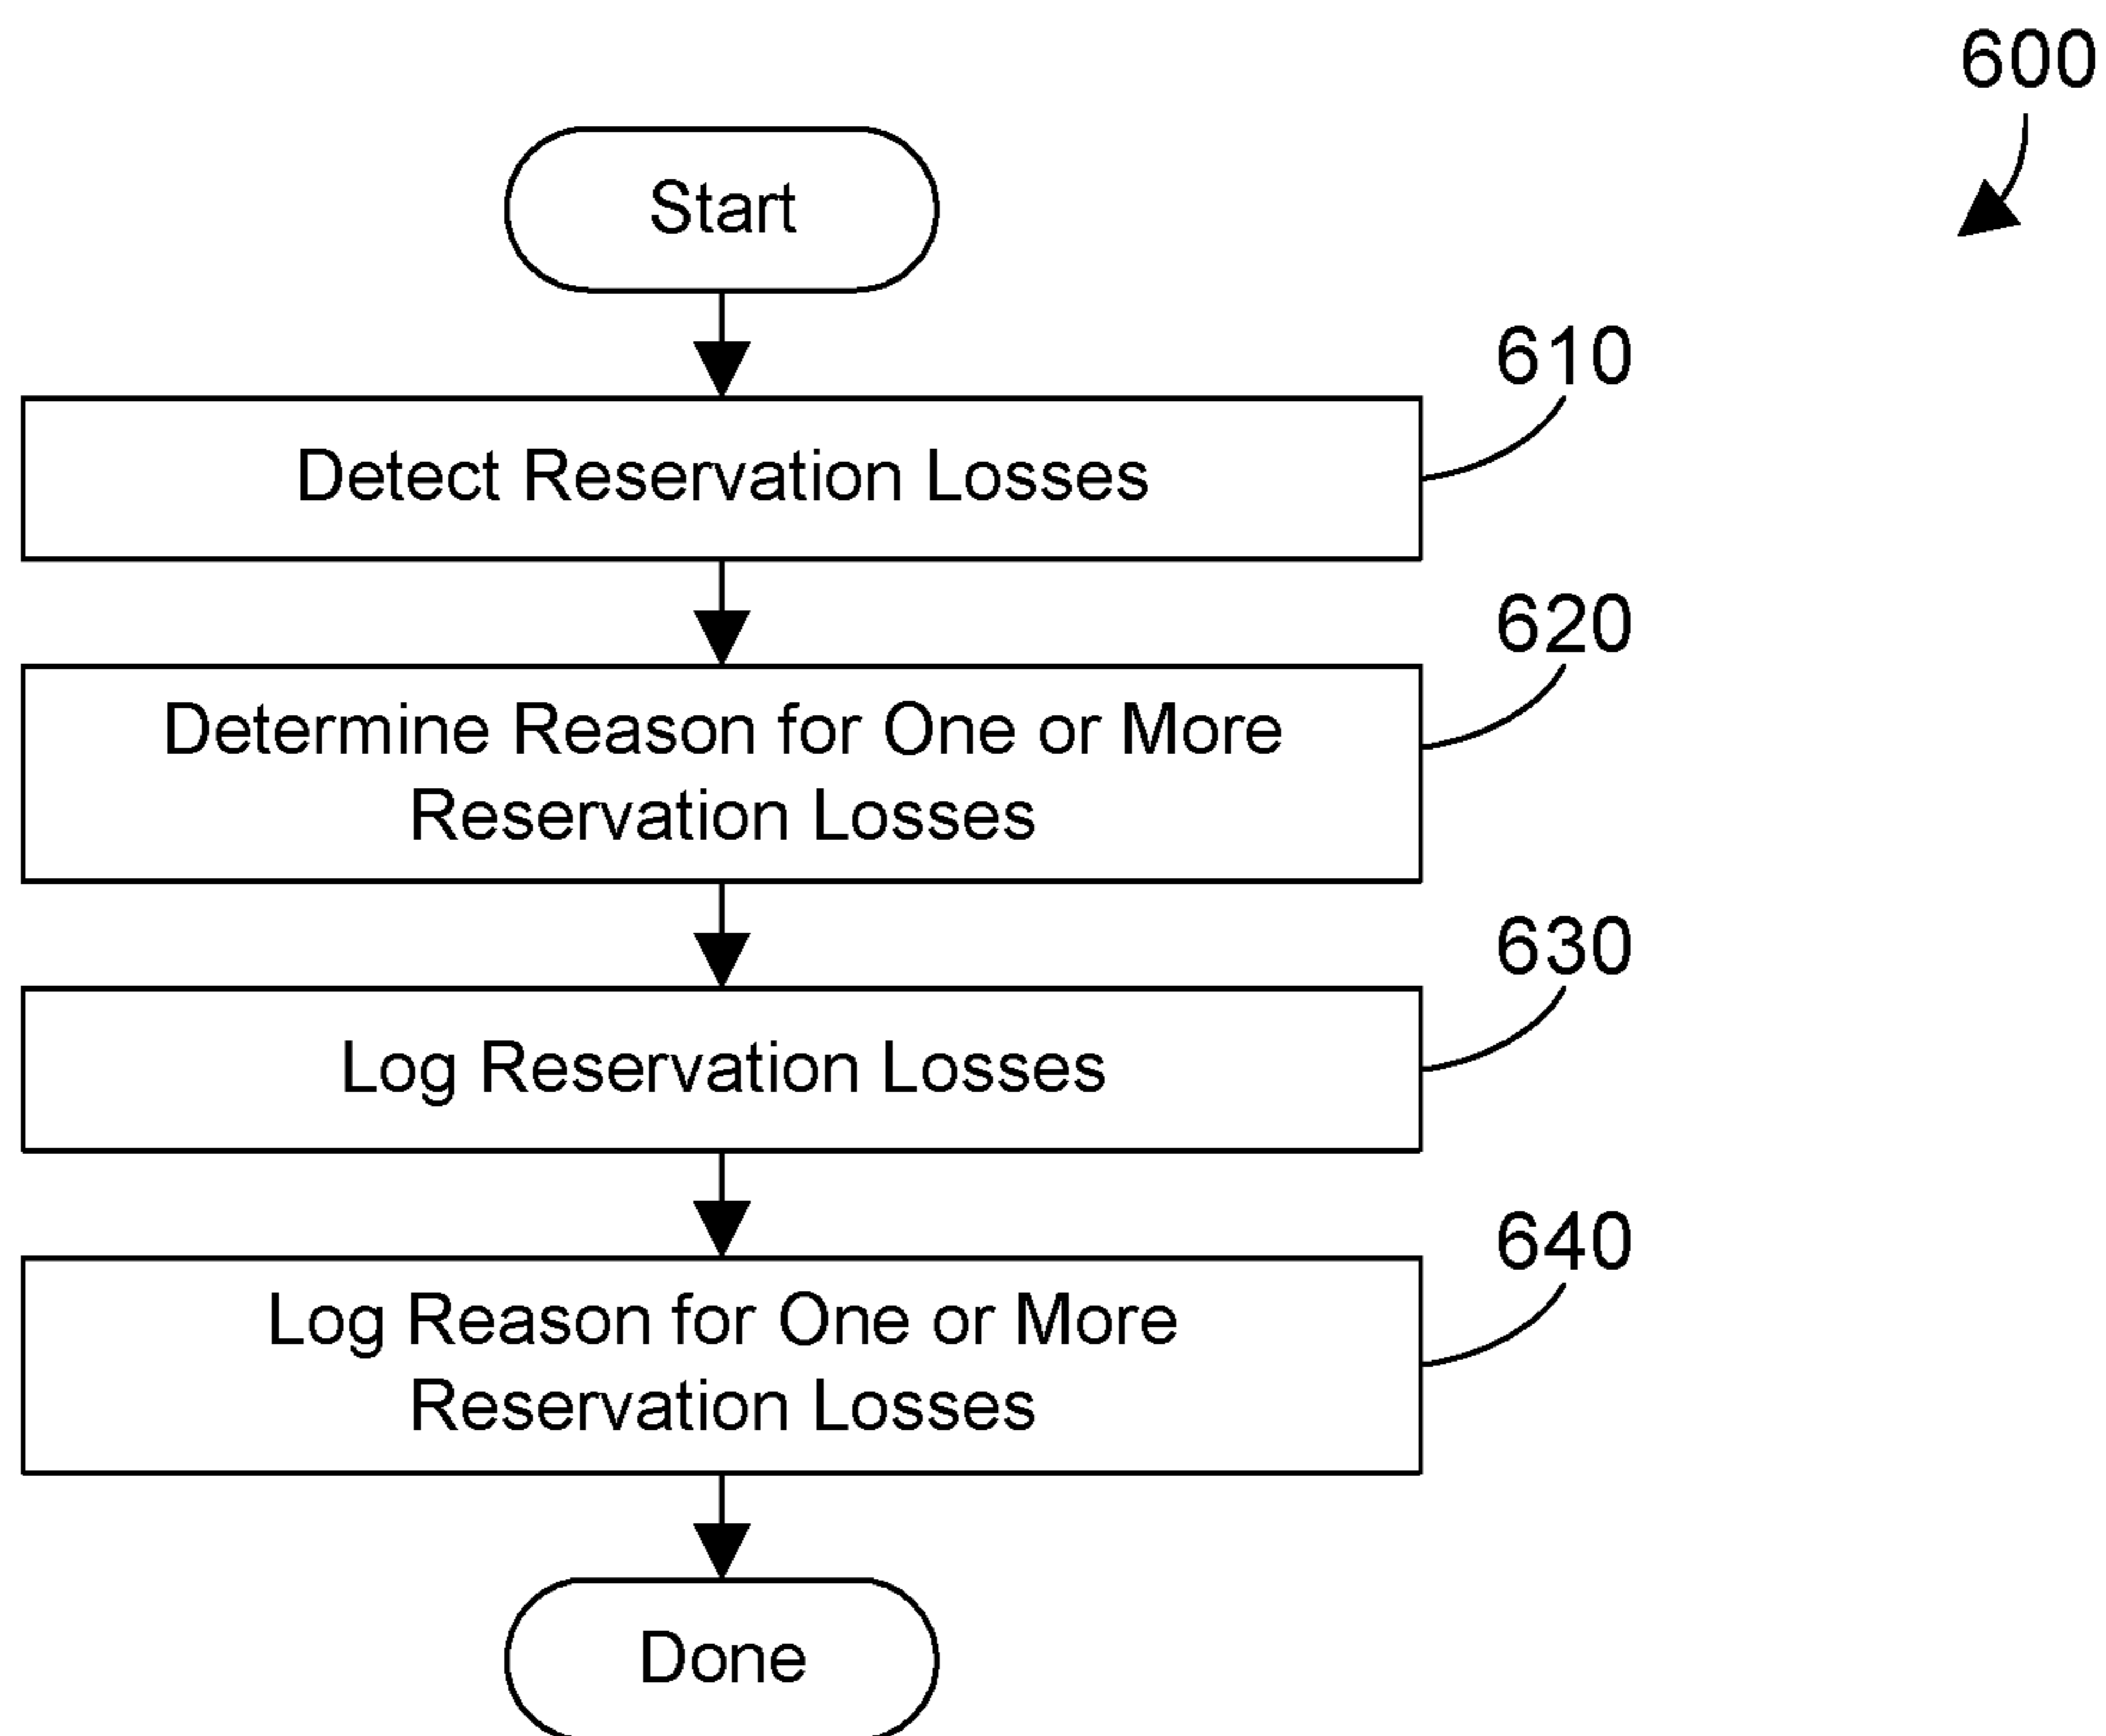 600
Start
610
Detect Reservation Losses
620
Determine Reason for One or More
Reservation Losses
630
Log Reservation Losses
640
Log Reason for One or More
Reservation Losses
Done